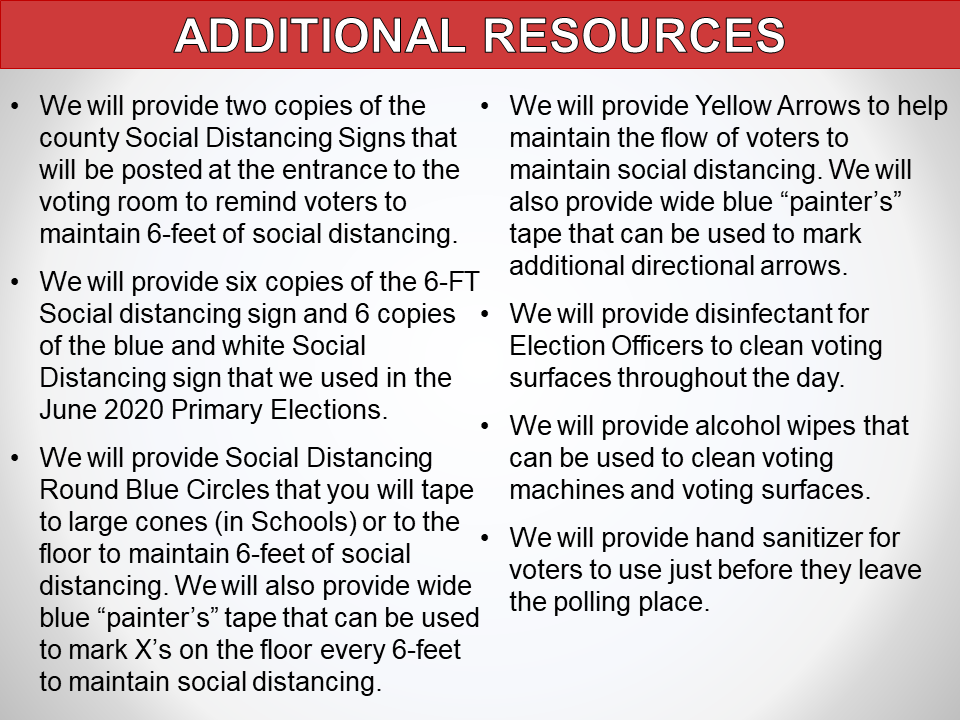 ADDITIONAL RESOURCES
• We will provide two copies of the
county Social Distancing Signs that
will be posted at the entrance to the
voting room to remind voters to
maintain 6-feet of social distancing.
• We will provide six copies of the 6-FT
Social distancing sign and 6 copies
of the blue and white Social
Distancing sign that we used in the
June 2020 Primary Elections.
• We will provide Social Distancing
Round Blue Circles that you will tape
to large cones (in Schools) or to the
floor to maintain 6-feet of social
distancing. We will also provide wide
blue “painter’s” tape that can be used
to mark X’s on the floor every 6-feet
to maintain social distancing.
• We will provide Yellow Arrows to help
maintain the flow of voters to
maintain social distancing. We will
also provide wide blue “painter’s”
tape that can be used to mark
additional directional arrows.
• We will provide disinfectant for
Election Officers to clean voting
surfaces throughout the day.
• We will provide alcohol wipes that
can be used to clean voting
machines and voting surfaces.
• We will provide hand sanitizer for
voters to use just before they leave
the polling place.